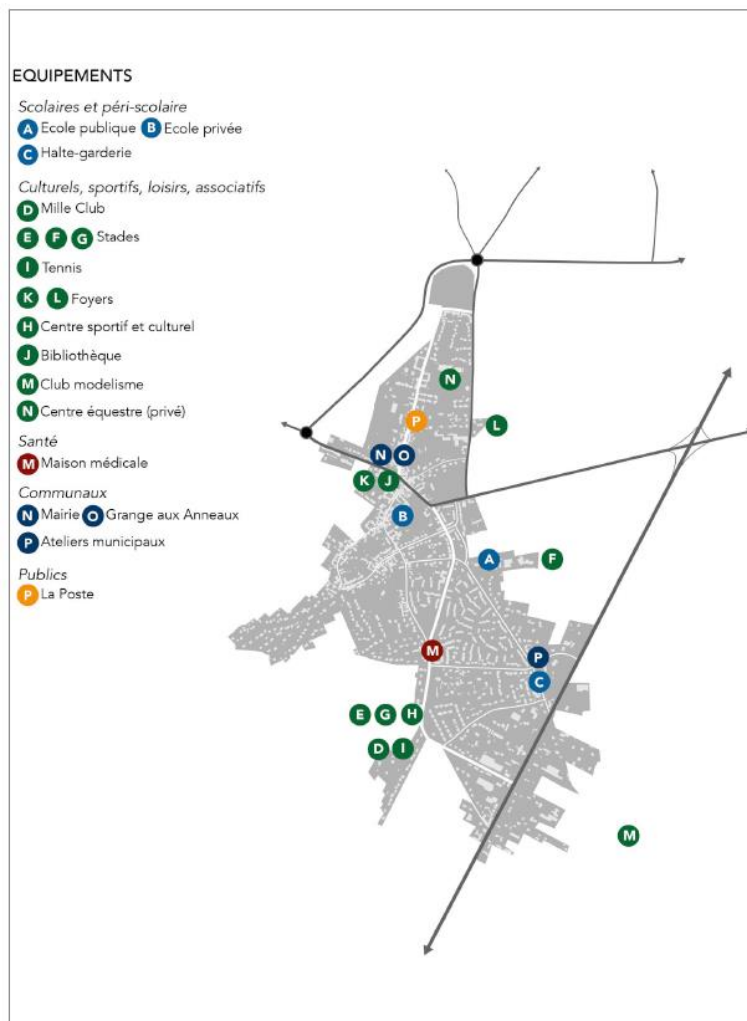 EQUIPEMENTS
Scolaires et péri-scolaire
A Ecole publique B Ecole privée
C Halte-garderie
Culturels, sportifs, loisirs, associatifs
D Mille Club
E F G Stades
I Tennis
K L Foyers
H Centre sportif et culturel
J Bibliothèque
M Club modelisme
N Centre équestre (privé)
Santé
M Maison médicale
Communaux
N Mairie O Grange aux Anneaux
P Ateliers municipaux
Publics
P La Poste
N
P
L
N O
K J
B
A F
M
P
C
E G H
D I
M